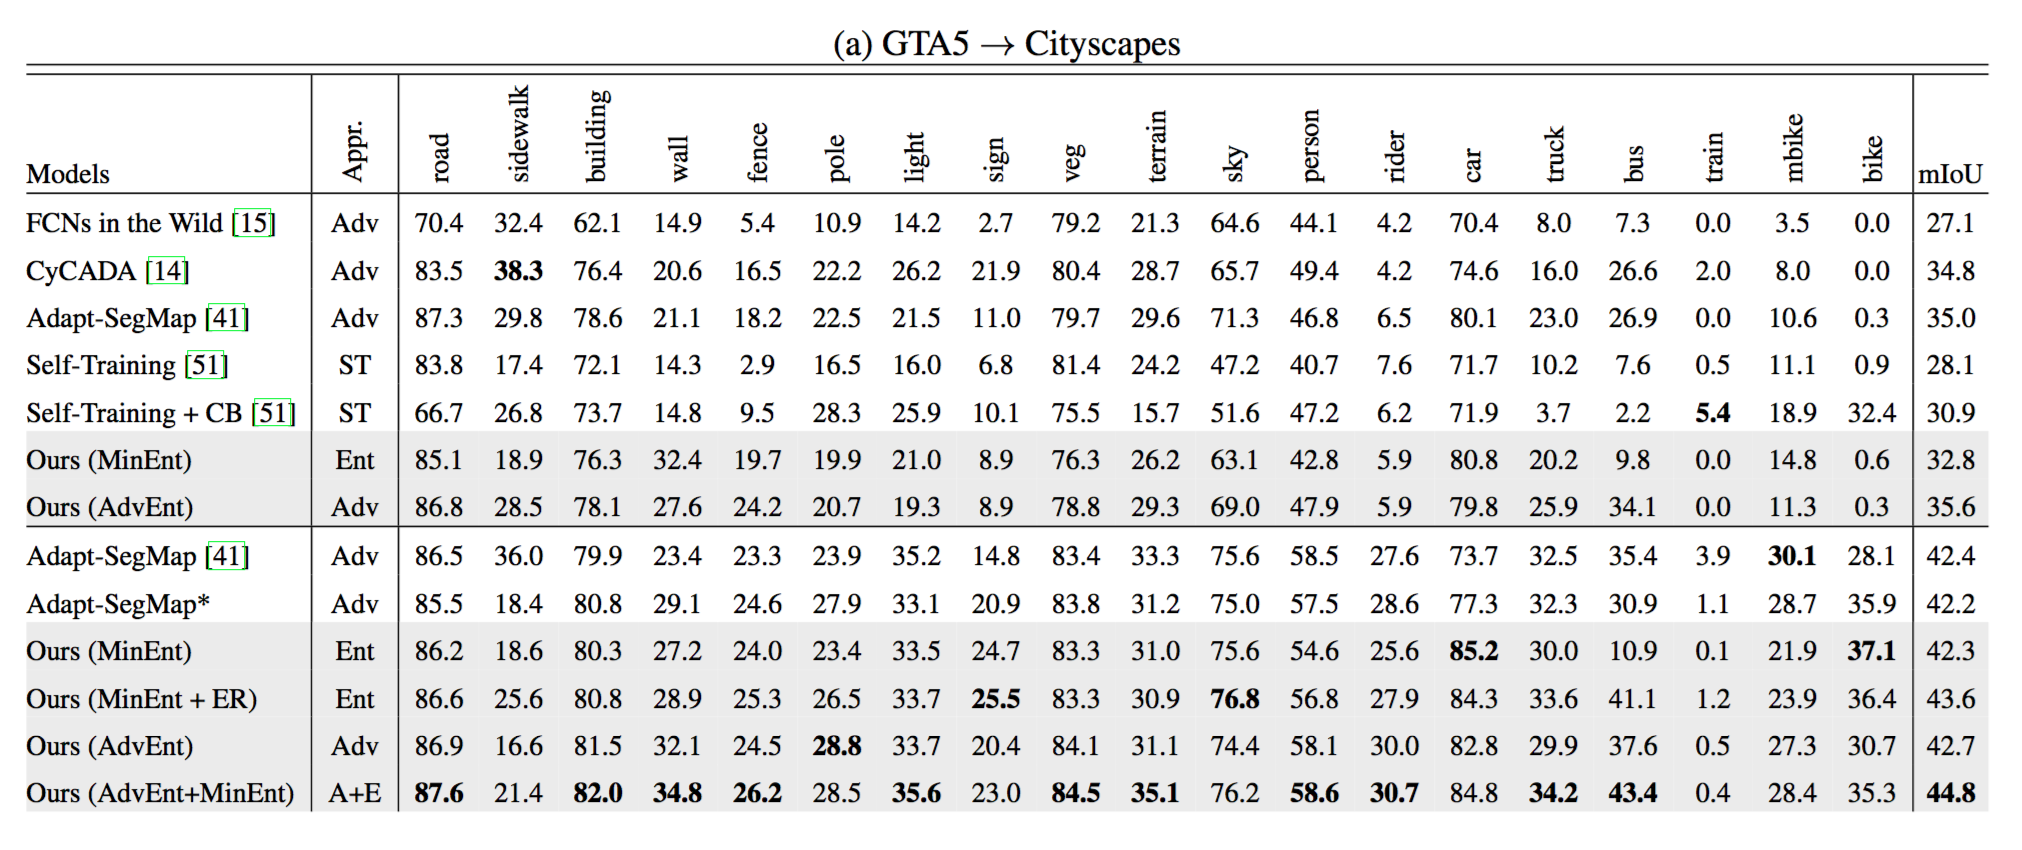 (a) GTA5 → Cityscapes
Models Appr. road sidewalk building wall fence pole light sign veg terrain sky person rider car truck bus train mbike bike mIoU
FCNs in the Wild [15] Adv 70.4 32.4 62.1 14.9 5.4 10.9 14.2 2.7 79.2 21.3 64.6 44.1 4.2 70.4 8.0 7.3 0.0 3.5 0.0 27.1
CyCADA [14] Adv 83.5 38.3 76.4 20.6 16.5 22.2 26.2 21.9 80.4 28.7 65.7 49.4 4.2 74.6 16.0 26.6 2.0 8.0 0.0 34.8
Adapt-SegMap [41] Adv 87.3 29.8 78.6 21.1 18.2 22.5 21.5 11.0 79.7 29.6 71.3 46.8 6.5 80.1 23.0 26.9 0.0 10.6 0.3 35.0
Self-Training [51] ST 83.8 17.4 72.1 14.3 2.9 16.5 16.0 6.8 81.4 24.2 47.2 40.7 7.6 71.7 10.2 7.6 0.5 11.1 0.9 28.1
Self-Training + CB [51] ST 66.7 26.8 73.7 14.8 9.5 28.3 25.9 10.1 75.5 15.7 51.6 47.2 6.2 71.9 3.7 2.2 5.4 18.9 32.4 30.9
Ours (MinEnt) Ent 85.1 18.9 76.3 32.4 19.7 19.9 21.0 8.9 76.3 26.2 63.1 42.8 5.9 80.8 20.2 9.8 0.0 14.8 0.6 32.8
Ours (AdvEnt) Adv 86.8 28.5 78.1 27.6 24.2 20.7 19.3 8.9 78.8 29.3 69.0 47.9 5.9 79.8 25.9 34.1 0.0 11.3 0.3 35.6
Adapt-SegMap [41] Adv 86.5 36.0 79.9 23.4 23.3 23.9 35.2 14.8 83.4 33.3 75.6 58.5 27.6 73.7 32.5 35.4 3.9 30.1 28.1 42.4
Adapt-SegMap* Adv 85.5 18.4 80.8 29.1 24.6 27.9 33.1 20.9 83.8 31.2 75.0 57.5 28.6 77.3 32.3 30.9 1.1 28.7 35.9 42.2
Ours (MinEnt) Ent 86.2 18.6 80.3 27.2 24.0 23.4 33.5 24.7 83.3 31.0 75.6 54.6 25.6 85.2 30.0 10.9 0.1 21.9 37.1 42.3
Ours (MinEnt + ER) Ent 86.6 25.6 80.8 28.9 25.3 26.5 33.7 25.5 83.3 30.9 76.8 56.8 27.9 84.3 33.6 41.1 1.2 23.9 36.4 43.6
Ours (AdvEnt) Adv 86.9 16.6 81.5 32.1 24.5 28.8 33.7 20.4 84.1 31.1 74.4 58.1 30.0 82.8 29.9 37.6 0.5 27.3 30.7 42.7
Ours (AdvEnt+MinEnt) A+E 87.6 21.4 82.0 34.8 26.2 28.5 35.6 23.0 84.5 35.1 76.2 58.6 30.7 84.8 34.2 43.4 0.4 28.4 35.3 44.8